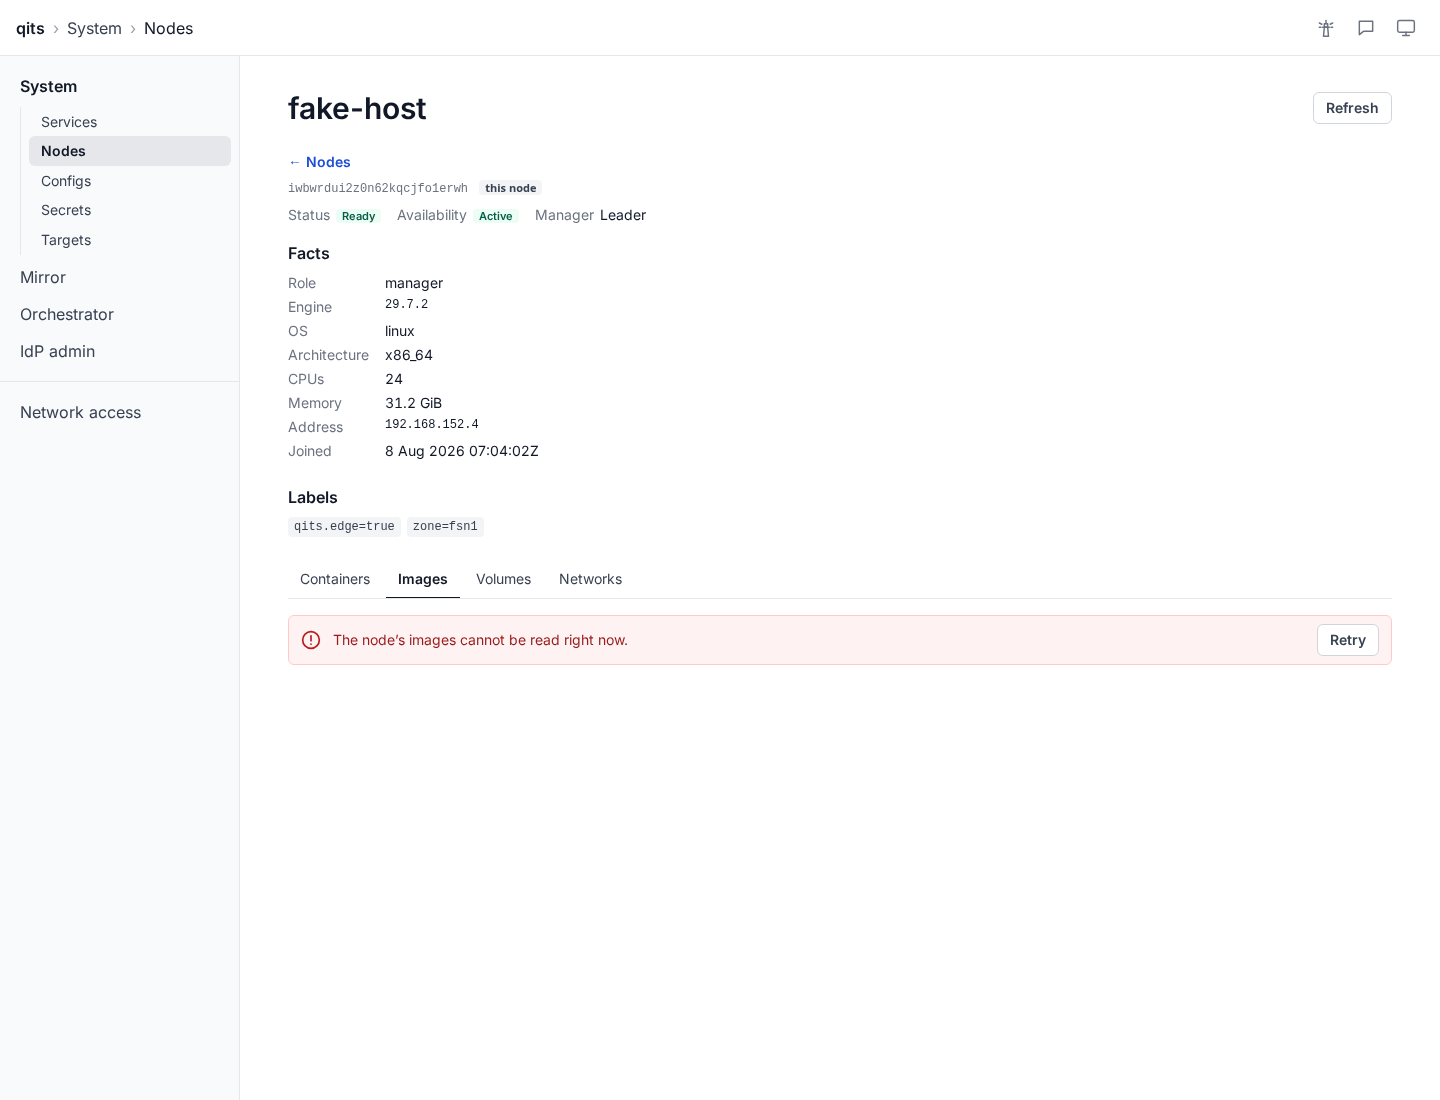 qits › System › Nodes
System
Services
Nodes
Configs
Secrets
Targets
Mirror
Orchestrator
IdP admin
Network access
fake-host
Refresh
← Nodes
iwbwrdui2z0n62kqcjfo1erwh this node
Status Ready Availability Active Manager Leader
Facts
Role manager
Engine 29.7.2
OS linux
Architecture x86_64
CPUs 24
Memory 31.2 GiB
Address 192.168.152.4
Joined 8 Aug 2026 07:04:02Z
Labels
qits.edge=true zone=fsn1
Containers Images Volumes Networks
The node’s images cannot be read right now. Retry